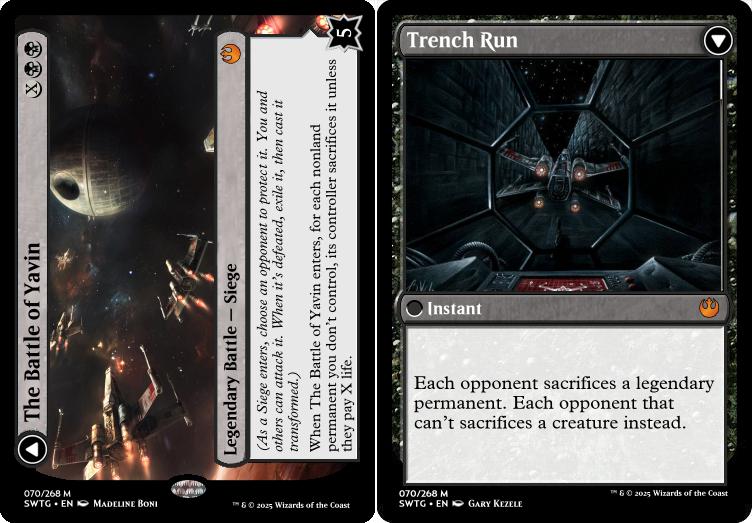 The Battle of Yavin
X
Legendary Battle – Siege
5
(As a Siege enters, choose an opponent to protect it. You and
others can attack it. When it's defeated, exile it, then cast it
transformed.)
When The Battle of Yavin enters, for each nonland
permanent you don't control, its controller sacrifices it unless
they pay X life.
070/268 M
SWTG • EN Madeline Boni
™ & © 2025 Wizards of the Coast
Trench Run
Instant
Each opponent sacrifices a legendary
permanent. Each opponent that
can't sacrifices a creature instead.
070/268 M
SWTG • EN Gary Kezele
™ & © 2025 Wizards of the Coast